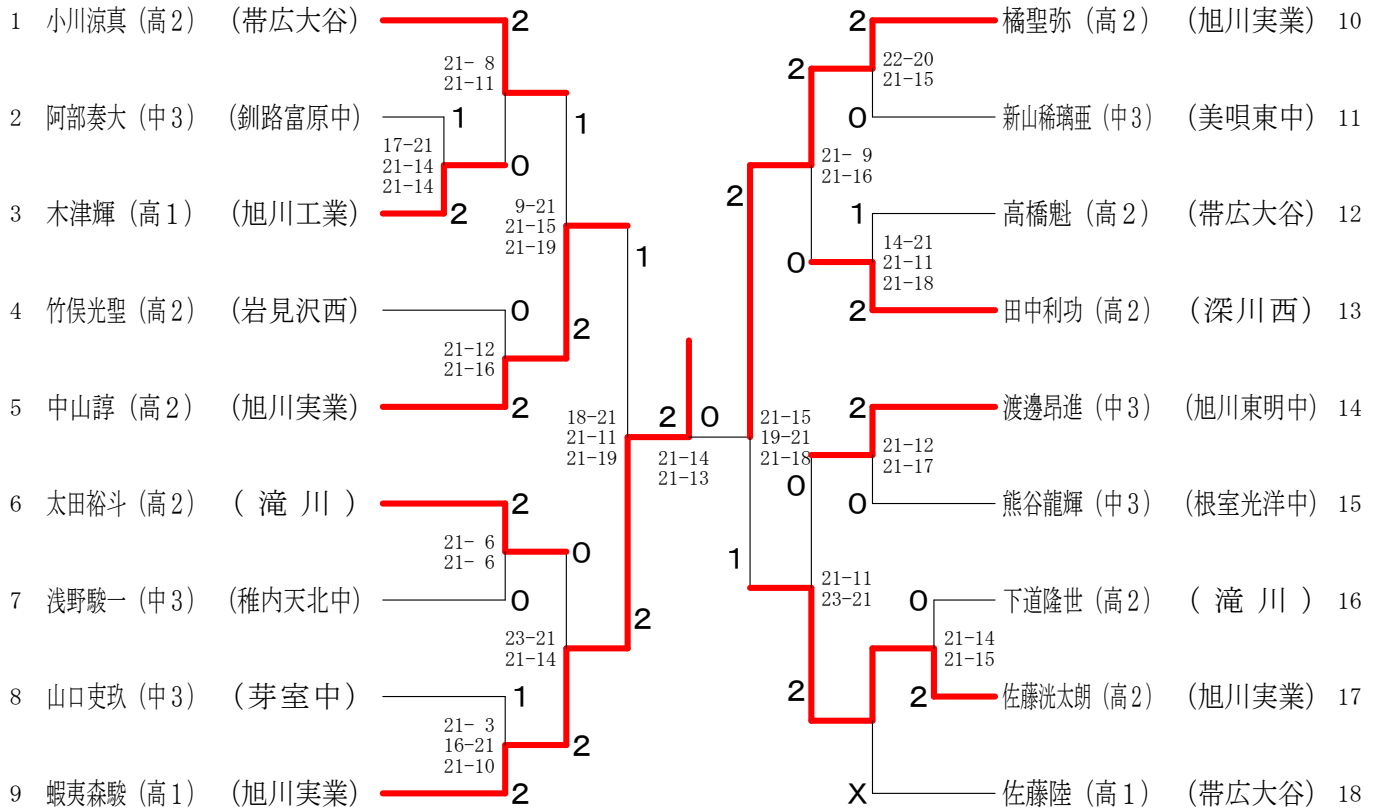 1 小川涼真 (高2) (帯広大谷) 2
21- 8
21-11
2 阿部奏大 (中3) (釧路富原中) 1
17-21
21-14
21-14
0
3 木津輝 (高1) (旭川工業) 2
1
9-21
21-15
21-19
4 竹俣光聖 (高2) (岩見沢西) 0
21-12
21-16
2
5 中山諄 (高2) (旭川実業) 2
1
18-21
21-11
21-19
6 太田裕斗 (高2) (滝川) 2
21- 6
21- 6
0
7 浅野駿一 (中3) (稚内天北中) 0
23-21
21-14
2
8 山口吏玖 (中3) (芽室中) 1
21- 3
16-21
21-10
2
9 蝦夷森駿 (高1) (旭川実業) 2
2 0
21-14
21-13
2 橘聖弥 (高2) (旭川実業) 10
22-20
21-15
2
0 新山稀璃亜 (中3) (美唄東中) 11
21- 9
21-16
2
1 高橋魁 (高2) (帯広大谷) 12
14-21
21-11
21-18
0
2 田中利功 (高2) (深川西) 13
21-15
19-21
21-18
2 渡邊昂進 (中3) (旭川東明中) 14
21-12
21-17
0
0 熊谷龍輝 (中3) (根室光洋中) 15
1
21-11
23-21
0 下道隆世 (高2) (滝川) 16
21-14
21-15
2
2 佐藤洸太朗 (高2) (旭川実業) 17
X 佐藤陸 (高1) (帯広大谷) 18